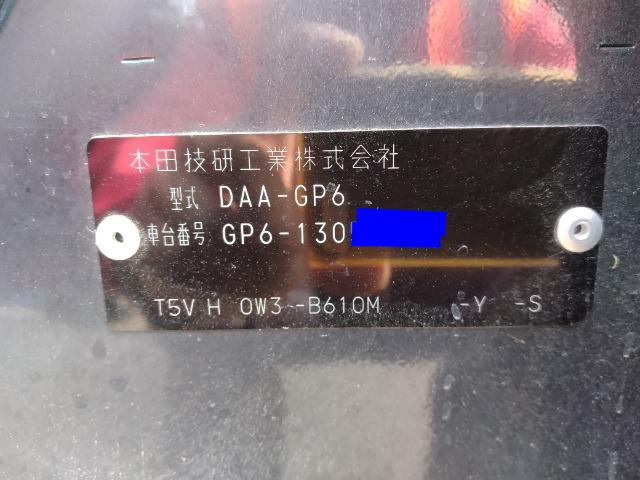 本田技研工業株式会社
型式 DAA-GP6
車台番号 GP6-130
T5V H OW3 -B610M -Y -S